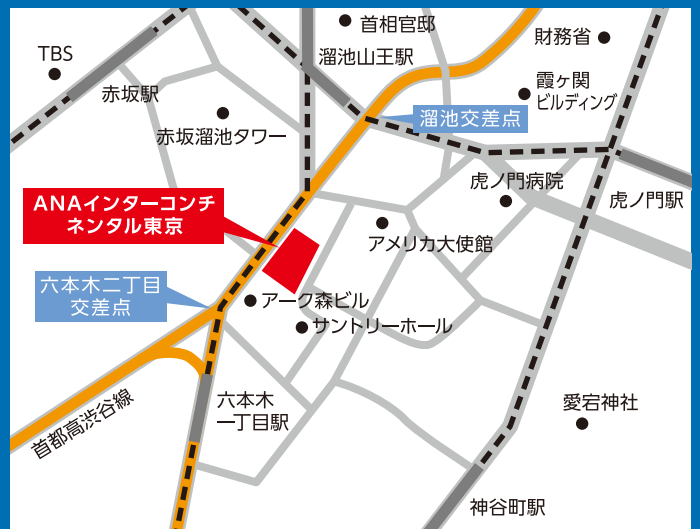 首相官邸
財務省
TBS
溜池山王駅
霞ヶ関
ビルディング
赤坂駅
溜池交差点
赤坂溜池タワー
虎ノ門病院
虎ノ門駅
ANAインターコンチ
ネンタル東京
アメリカ大使館
六本木二丁目
交差点
アーク森ビル
サントリーホール
六本木
一丁目駅
愛宕神社
首都高渋谷線
神谷町駅